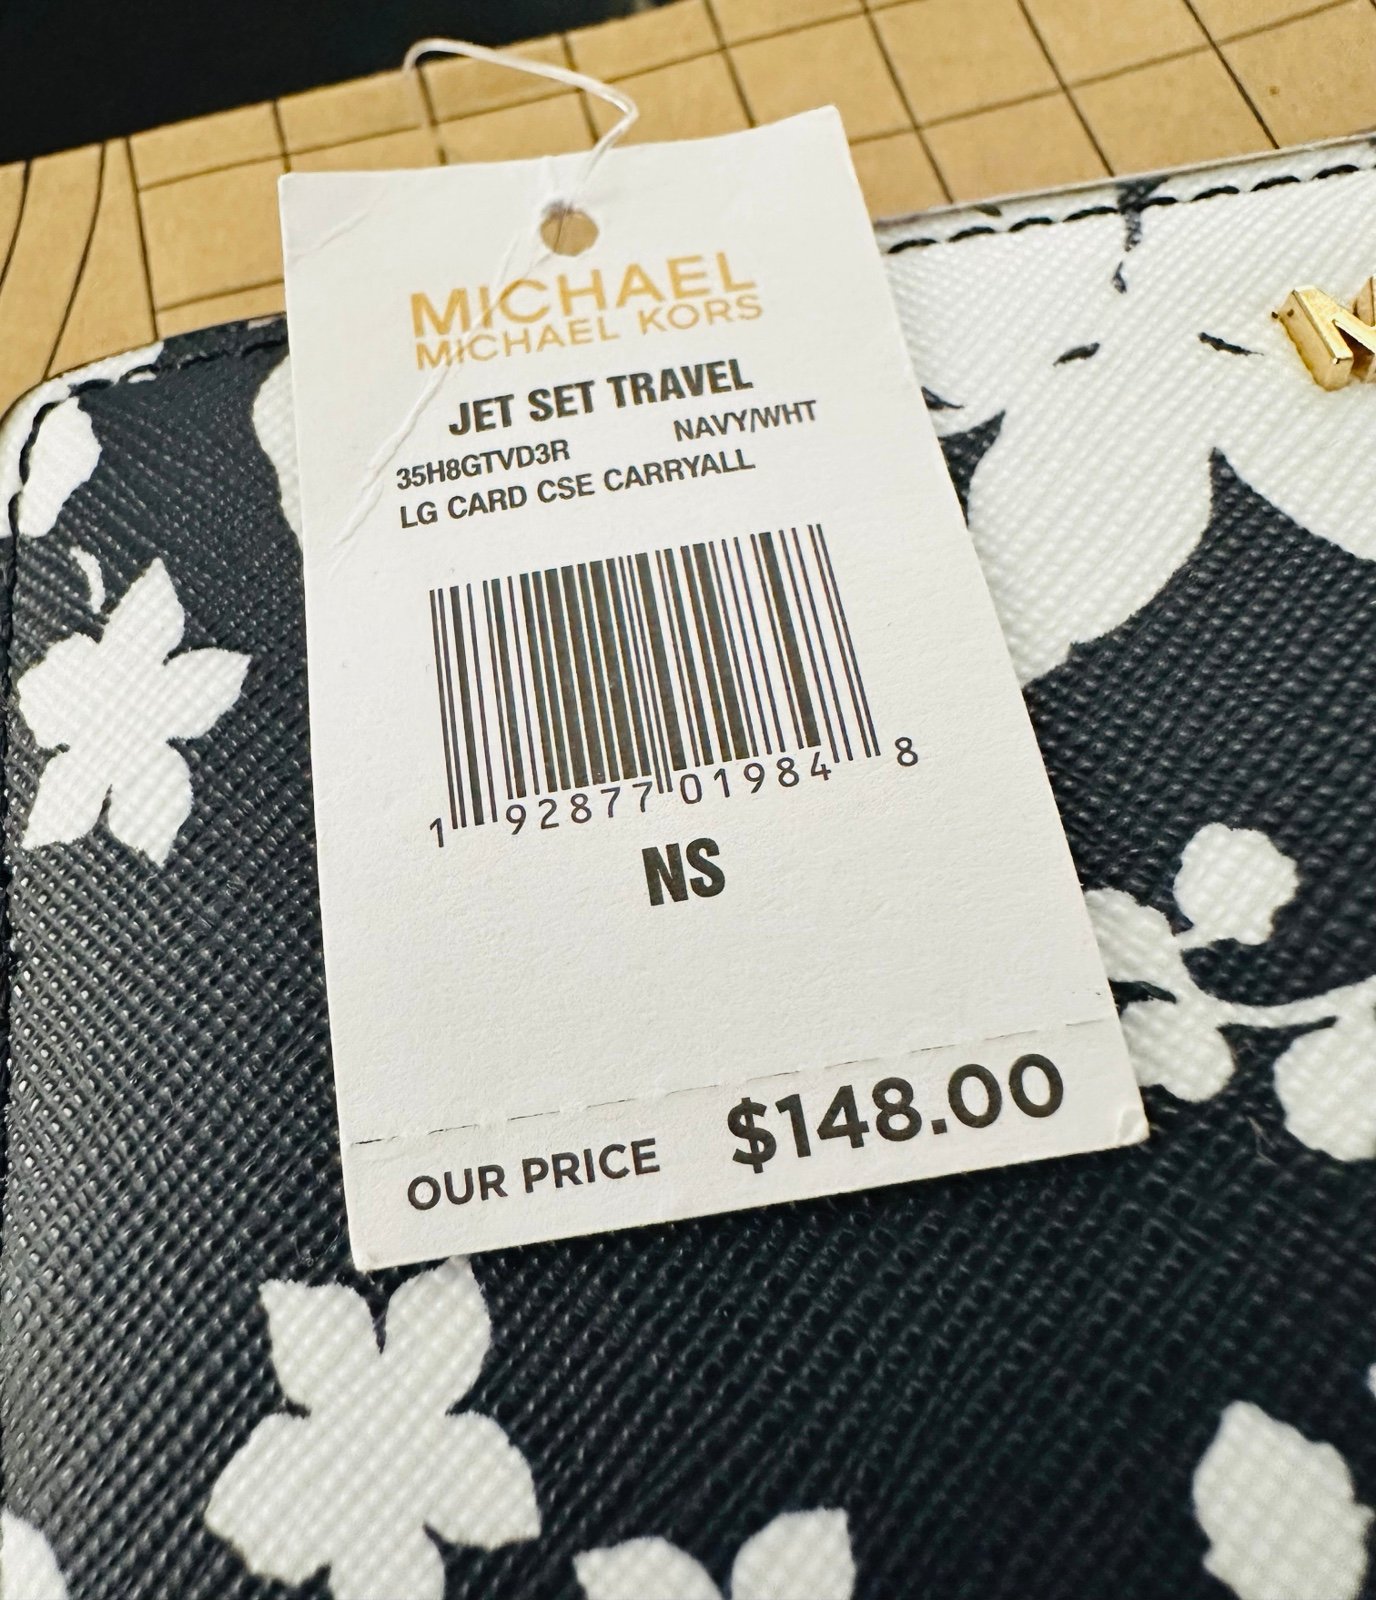 MICHAEL
MICHAEL KORS
JET SET TRAVEL
35H8GTVD3R NAVY/WHT
LG CARD CSE CARRYALL
1 92877 01984 8
NS
OUR PRICE $148.00
M